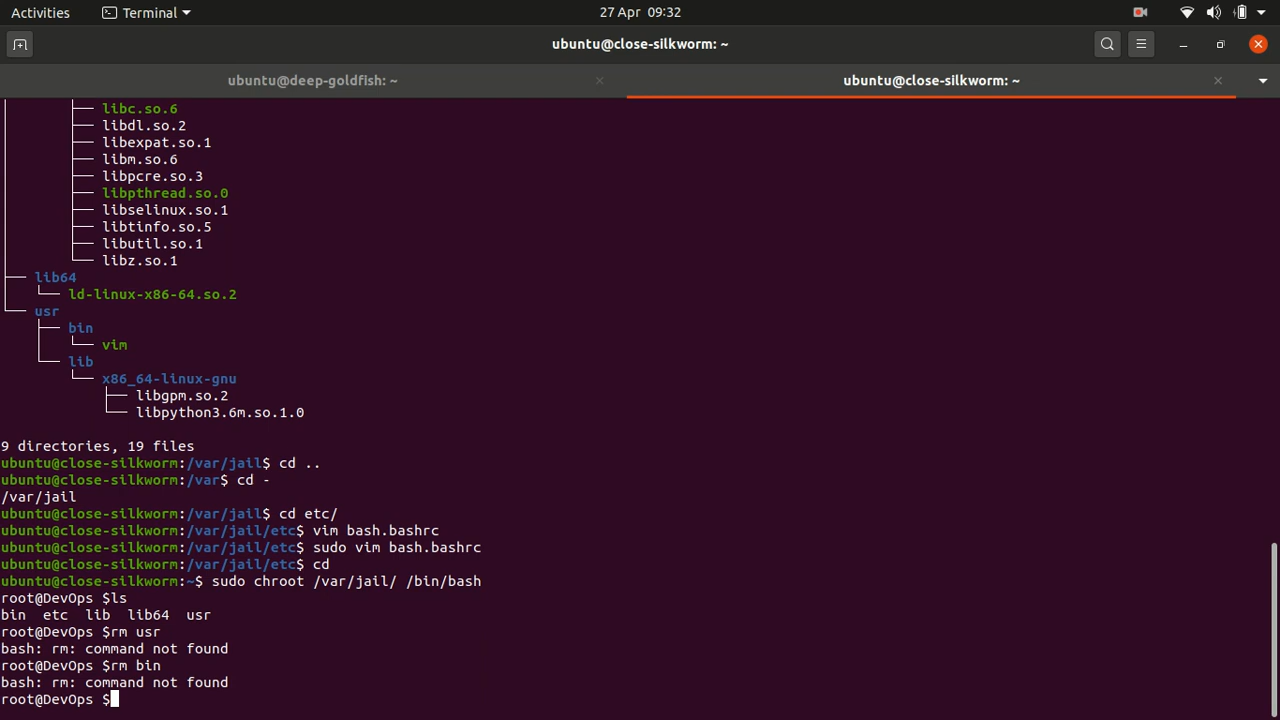 Activities Terminal 27 Apr 09:32
ubuntu@close-silkworm: ~
ubuntu@deep-goldfish: ~ ubuntu@close-silkworm: ~
libc.so.6
libdl.so.2
libexpat.so.1
libm.so.6
libpcre.so.3
libpthread.so.0
libselinux.so.1
libtinfo.so.5
libutil.so.1
libz.so.1
lib64
ld-linux-x86-64.so.2
usr
bin
vim
lib
x86_64-linux-gnu
libgpm.so.2
libpython3.6m.so.1.0
9 directories, 19 files
ubuntu@close-silkworm:/var/jail$ cd ..
ubuntu@close-silkworm:/var$ cd -
/var/jail
ubuntu@close-silkworm:/var/jail$ cd etc/
ubuntu@close-silkworm:/var/jail/etc$ vim bash.bashrc
ubuntu@close-silkworm:/var/jail/etc$ sudo vim bash.bashrc
ubuntu@close-silkworm:/var/jail/etc$ cd
ubuntu@close-silkworm:~$ sudo chroot /var/jail/ /bin/bash
root@DevOps $ls
bin etc lib lib64 usr
root@DevOps $rm usr
bash: rm: command not found
root@DevOps $rm bin
bash: rm: command not found
root@DevOps $